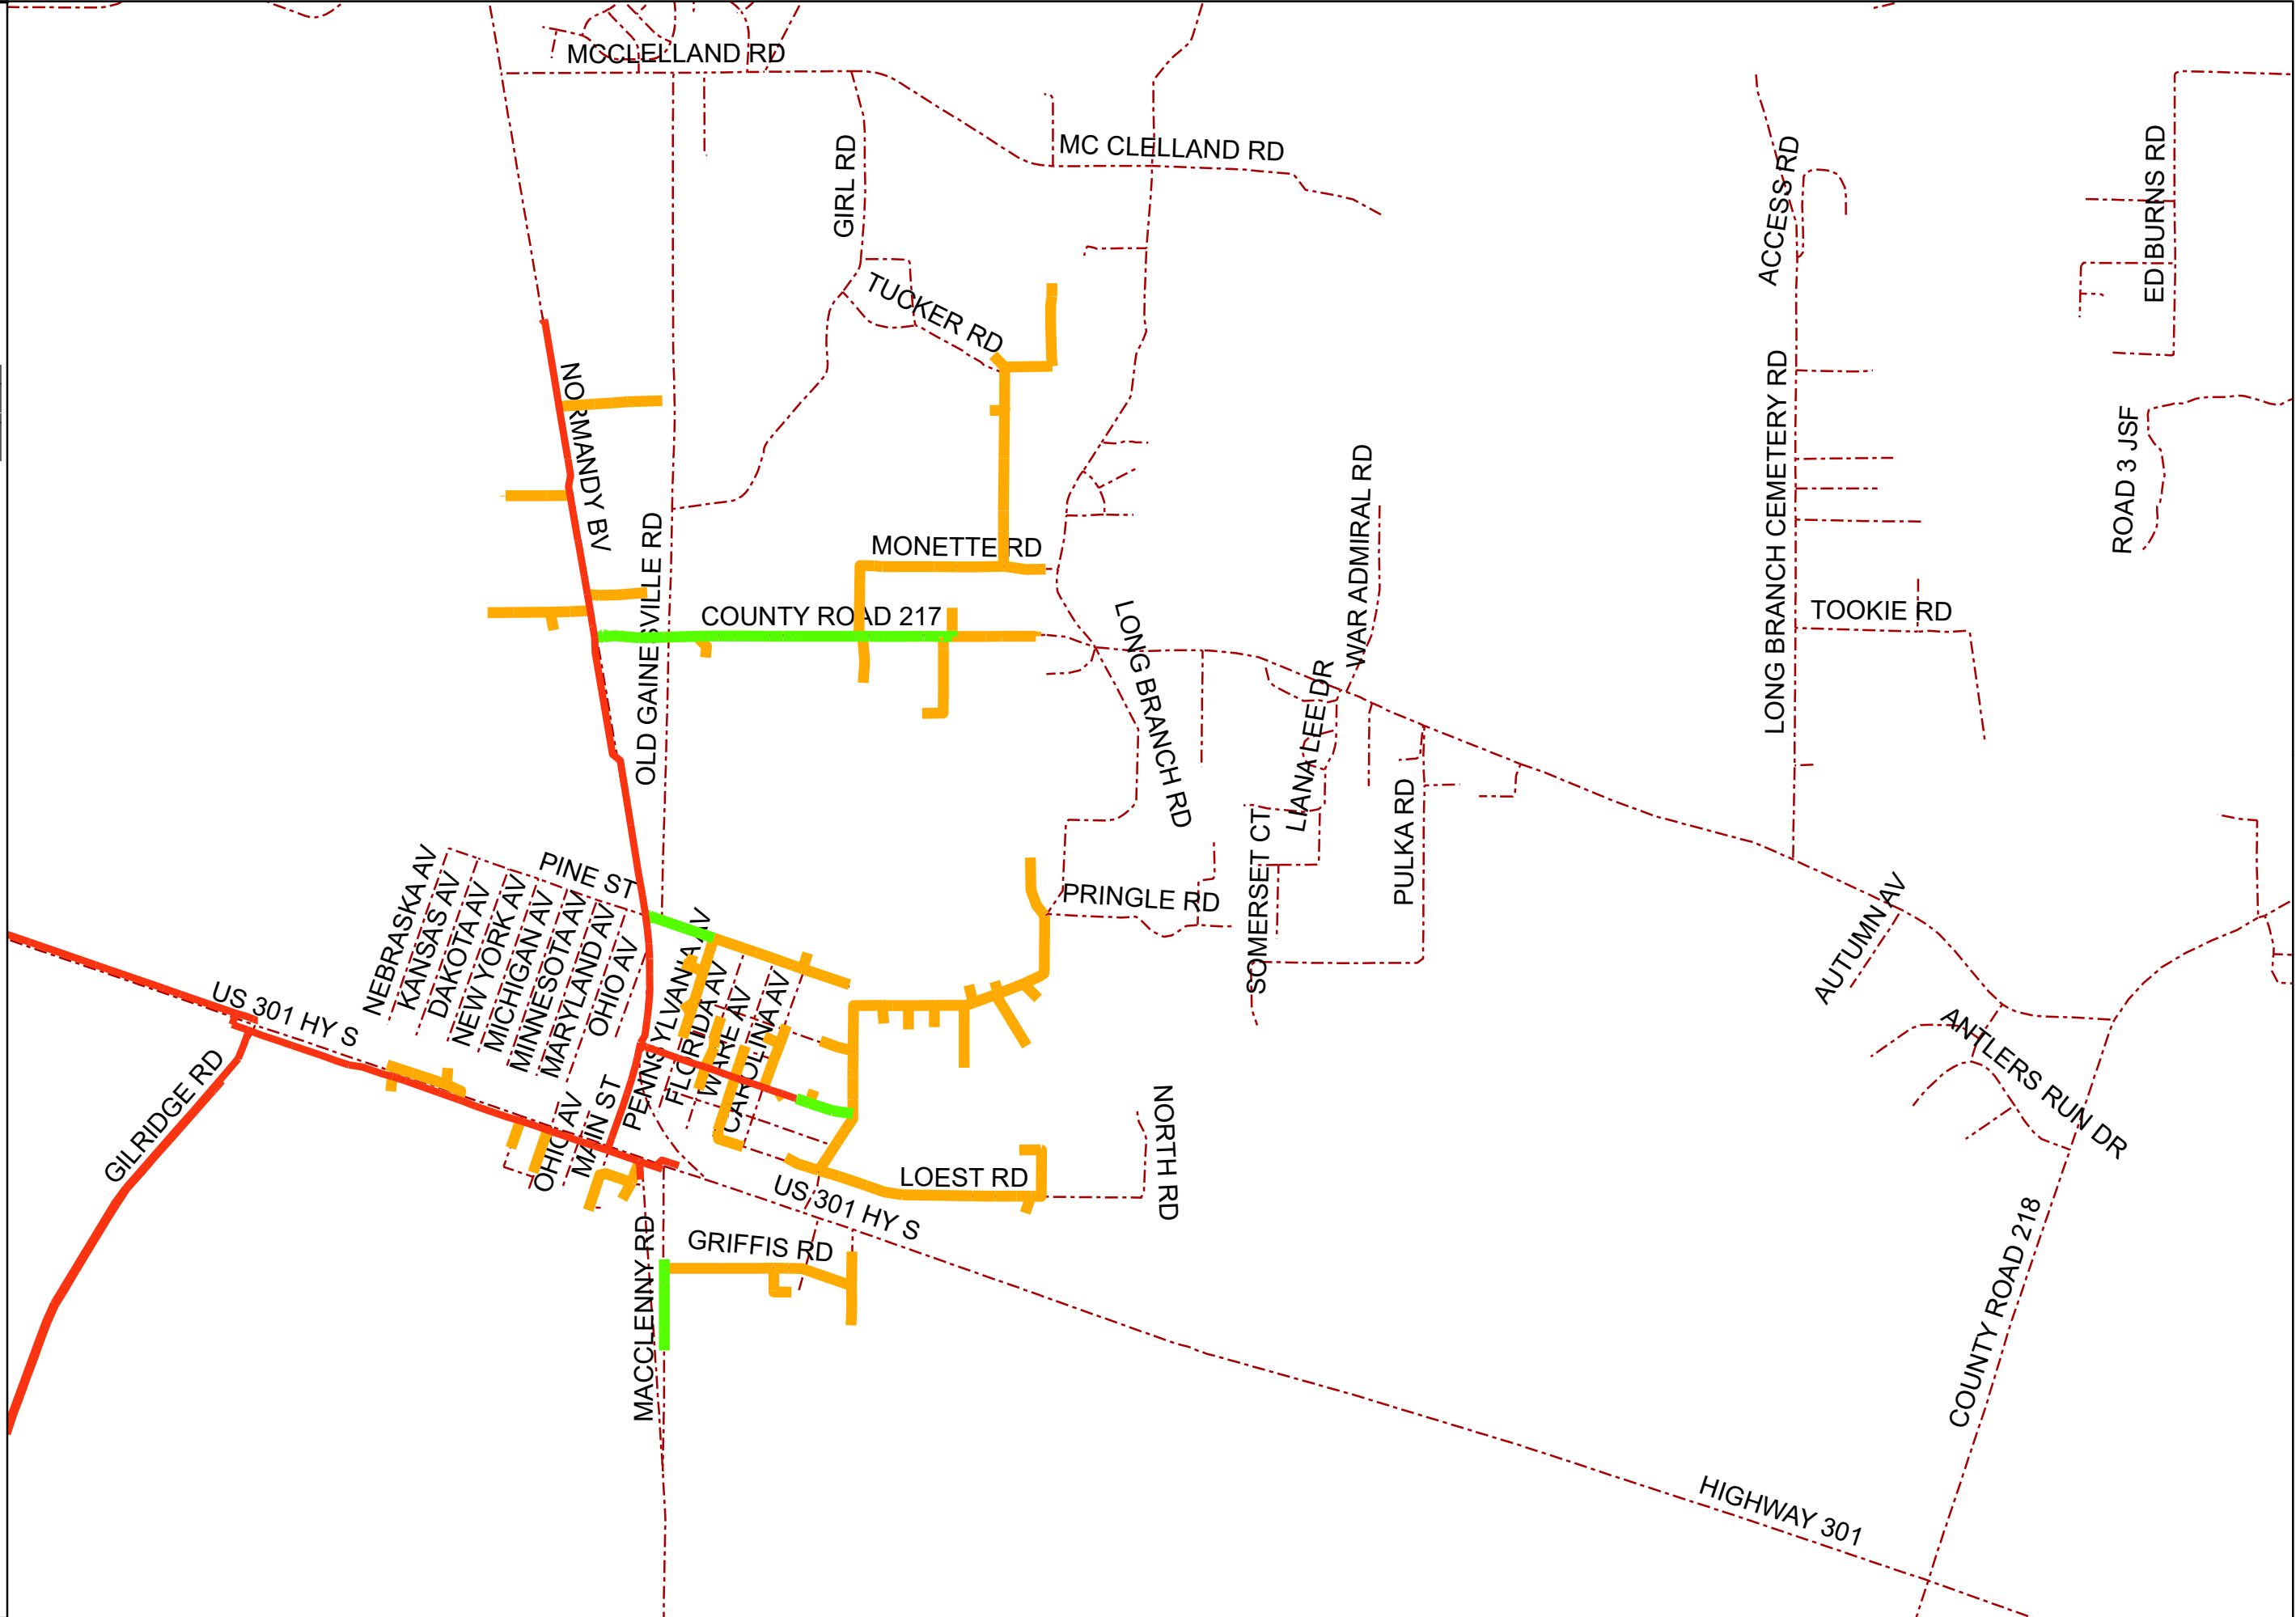 MCCLELLAND RD
MC CLELLAND RD
GIRL RD
ACCESS RD
ED BURNS RD
TUCKER RD
NORMANDY BV
LONG BRANCH CEMETERY RD
ROAD 3 JSF
WAR ADMIRAL RD
OLD GAINESVILLE RD
MONETTE RD
COUNTY ROAD 217
LONG BRANCH RD
TOOKIE RD
LIANA LEE DR
PULKA RD
SOMERSET CT
PINE ST
PRINGLE RD
NEBRASKA AV
KANSAS AV
DAKOTA AV
NEW YORK AV
MICHIGAN AV
MINNESOTA AV
MARYLAND AV
OHIO AV
PENNSYLVANIA AV
FLORIDA AV
WARE AV
CAROLINA AV
AUTUMN AV
US 301 HY S
ANTLERS RUN DR
GILRIDGE RD
OHIO AV
MAIN ST
NORTH RD
LOEST RD
US 301 HY S
GRIFFIS RD
MACCLENNY RD
COUNTY ROAD 218
HIGHWAY 301